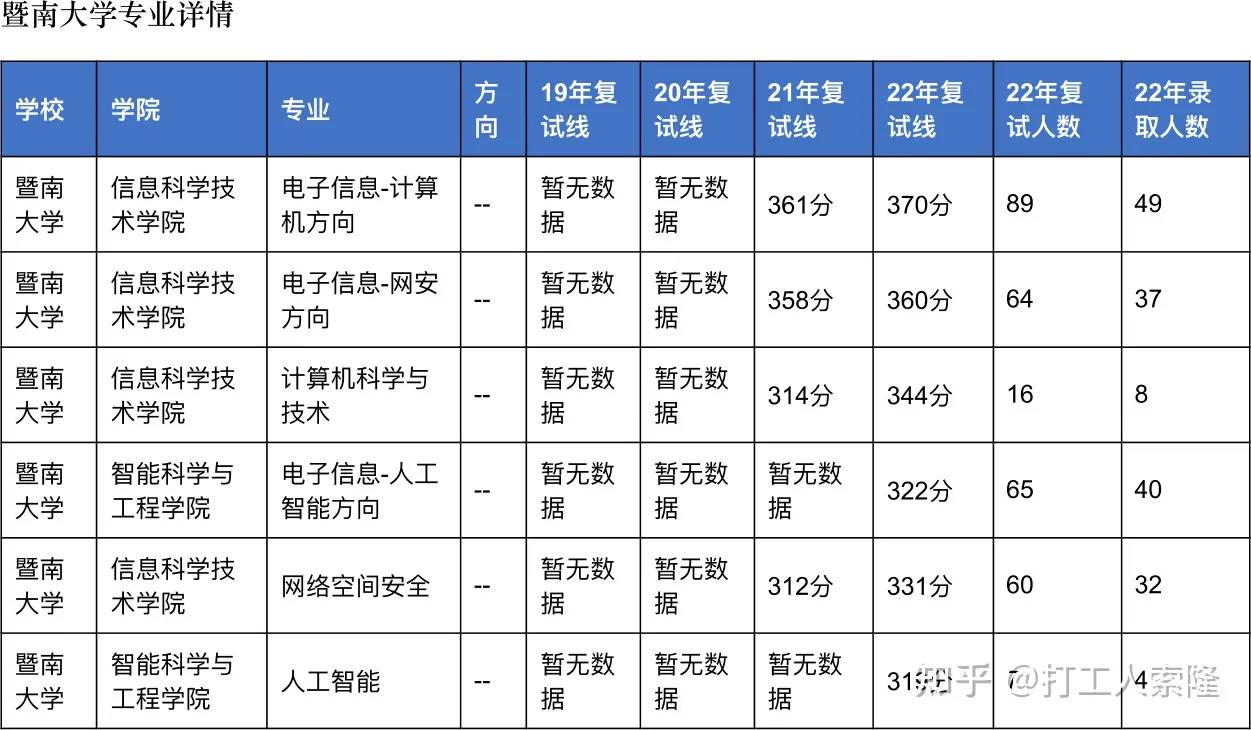 暨南大学专业详情
学校 学院 专业 方向 19年复试线 20年复试线 21年复试线 22年复试线 22年复试人数 22年录取人数
暨南大学 信息科学技术学院 电子信息-计算机方向 -- 暂无数据 暂无数据 361分 370分 89 49
暨南大学 信息科学技术学院 电子信息-网安方向 -- 暂无数据 暂无数据 358分 360分 64 37
暨南大学 信息科学技术学院 计算机科学与技术 -- 暂无数据 暂无数据 314分 344分 16 8
暨南大学 智能科学与工程学院 电子信息-人工智能方向 -- 暂无数据 暂无数据 暂无数据 322分 65 40
暨南大学 信息科学技术学院 网络空间安全 -- 暂无数据 暂无数据 312分 331分 60 32
暨南大学 智能科学与工程学院 人工智能 -- 暂无数据 暂无数据 暂无数据 7 4
知乎 @打工人索隆